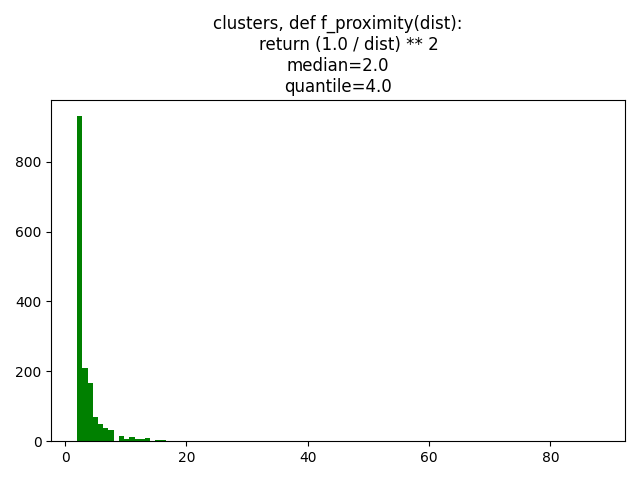 clusters, def f_proximity(dist):
return (1.0 / dist) ** 2
median=2.0
quantile=4.0
800
600
400
200
0
0 20 40 60 80